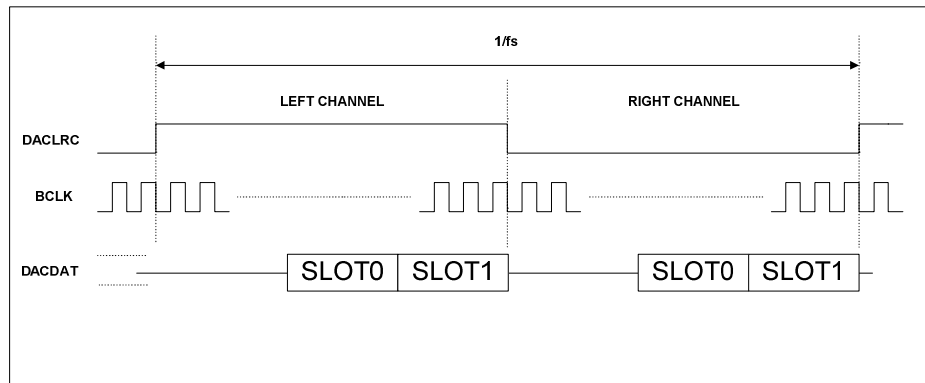 1/fs
LEFT CHANNEL RIGHT CHANNEL
DACLRC
BCLK
DACDAT SLOT0 SLOT1 SLOT0 SLOT1